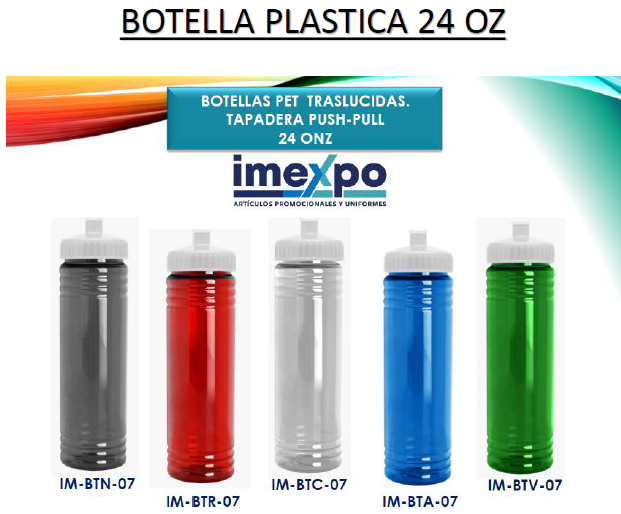 BOTELLA PLASTICA 24 OZ
BOTELLAS PET TRASLUCIDAS.
TAPADERA PUSH-PULL
24 ONZ
imexpo
ARTÍCULOS PROMOCIONALES Y UNIFORMES
IM-BTN-07
IM-BTR-07
IM-BTC-07
IM-BTA-07
IM-BTV-07